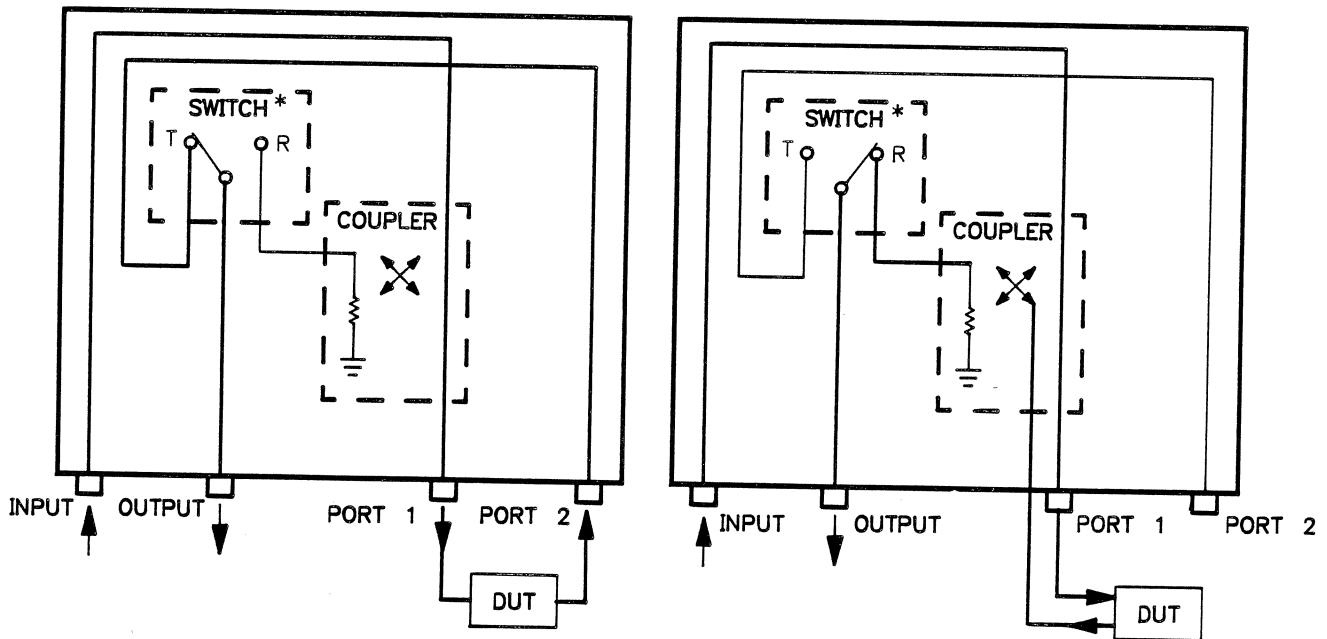 SWITCH *
T R
COUPLER
INPUT OUTPUT PORT 1 PORT 2
DUT
SWITCH *
T R
COUPLER
INPUT OUTPUT PORT 1 PORT 2
DUT